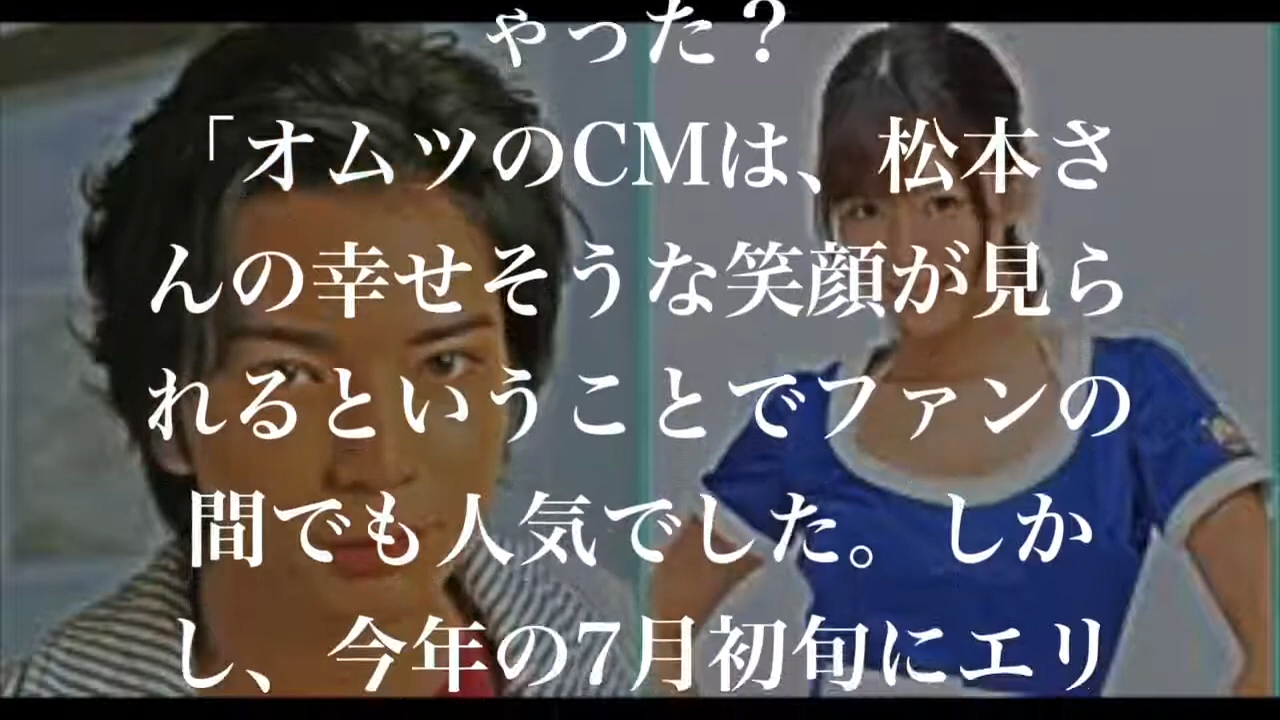 ゃった？
「オムツのCMは、松本さ
んの幸せそうな笑顔が見ら
れるということでファンの
間でも人気でした。しか
し、今年の7月初旬にエリ